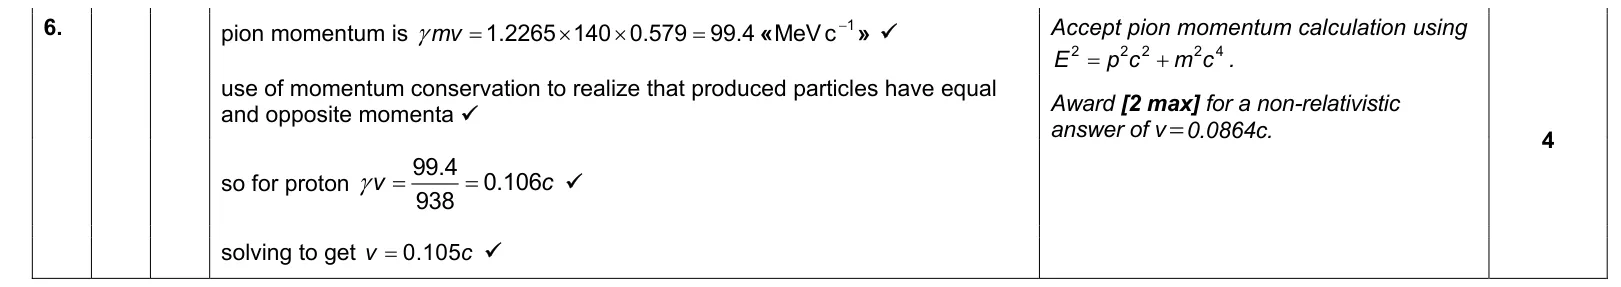 6.
pion momentum is γmv = 1.2265×140×0.579 = 99.4 «MeV c⁻¹» ✓
use of momentum conservation to realize that produced particles have equal
and opposite momenta ✓
so for proton γv = 99.4/938 = 0.106c ✓
solving to get v = 0.105c ✓
Accept pion momentum calculation using
E² = p²c² + m²c⁴ .
Award [2 max] for a non-relativistic
answer of v=0.0864c.
4